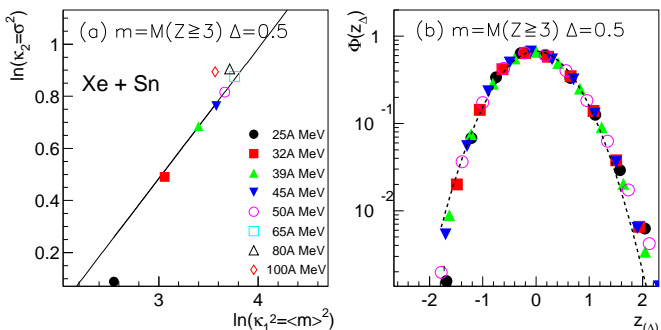 (a) m=M(Z≥3) Δ=0.5
Xe + Sn
ln(κ₂=σ²)
1
0.8
0.6
0.4
0.2
25A MeV
32A MeV
39A MeV
45A MeV
50A MeV
65A MeV
80A MeV
100A MeV
3
4
ln(κ₁²=<m>²)
(b) m=M(Z≥3) Δ=0.5
Φ(z_Δ)
1
10⁻¹
10⁻²
-2
-1
0
1
2
z_(Δ)